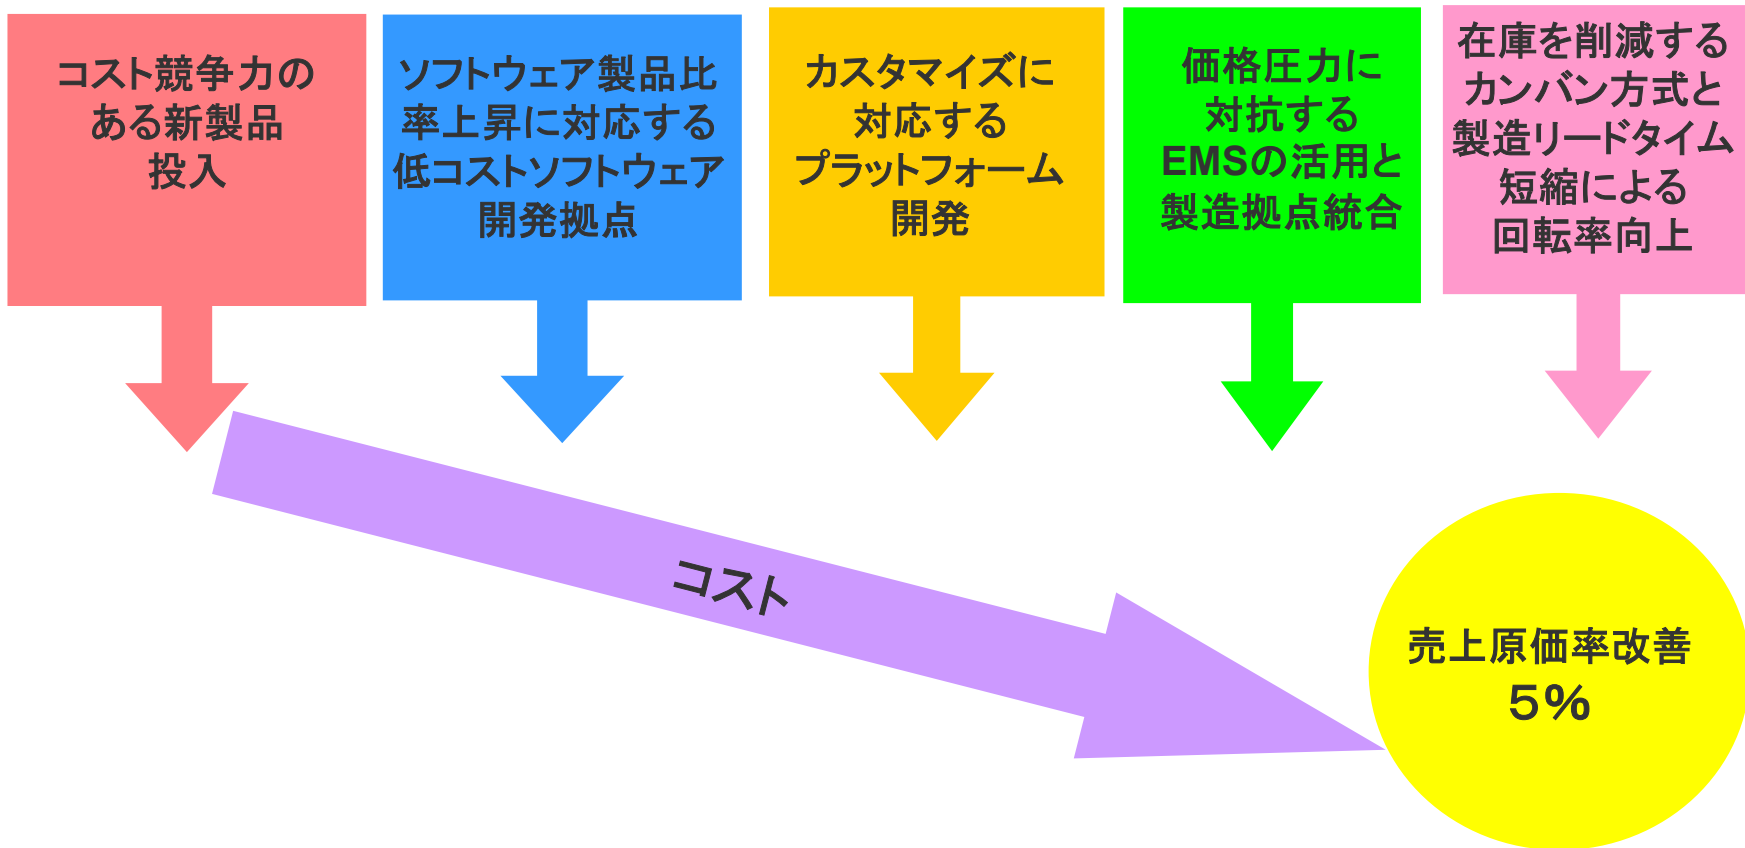 コスト競争力の
ある新製品
投入
ソフトウェア製品比
率上昇に対応する
低コストソフトウェア
開発拠点
カスタマイズに
対応する
プラットフォーム
開発
価格圧力に
対抗する
EMSの活用と
製造拠点統合
在庫を削減する
カンバン方式と
製造リードタイム
短縮による
回転率向上
コスト
売上原価率改善
５％